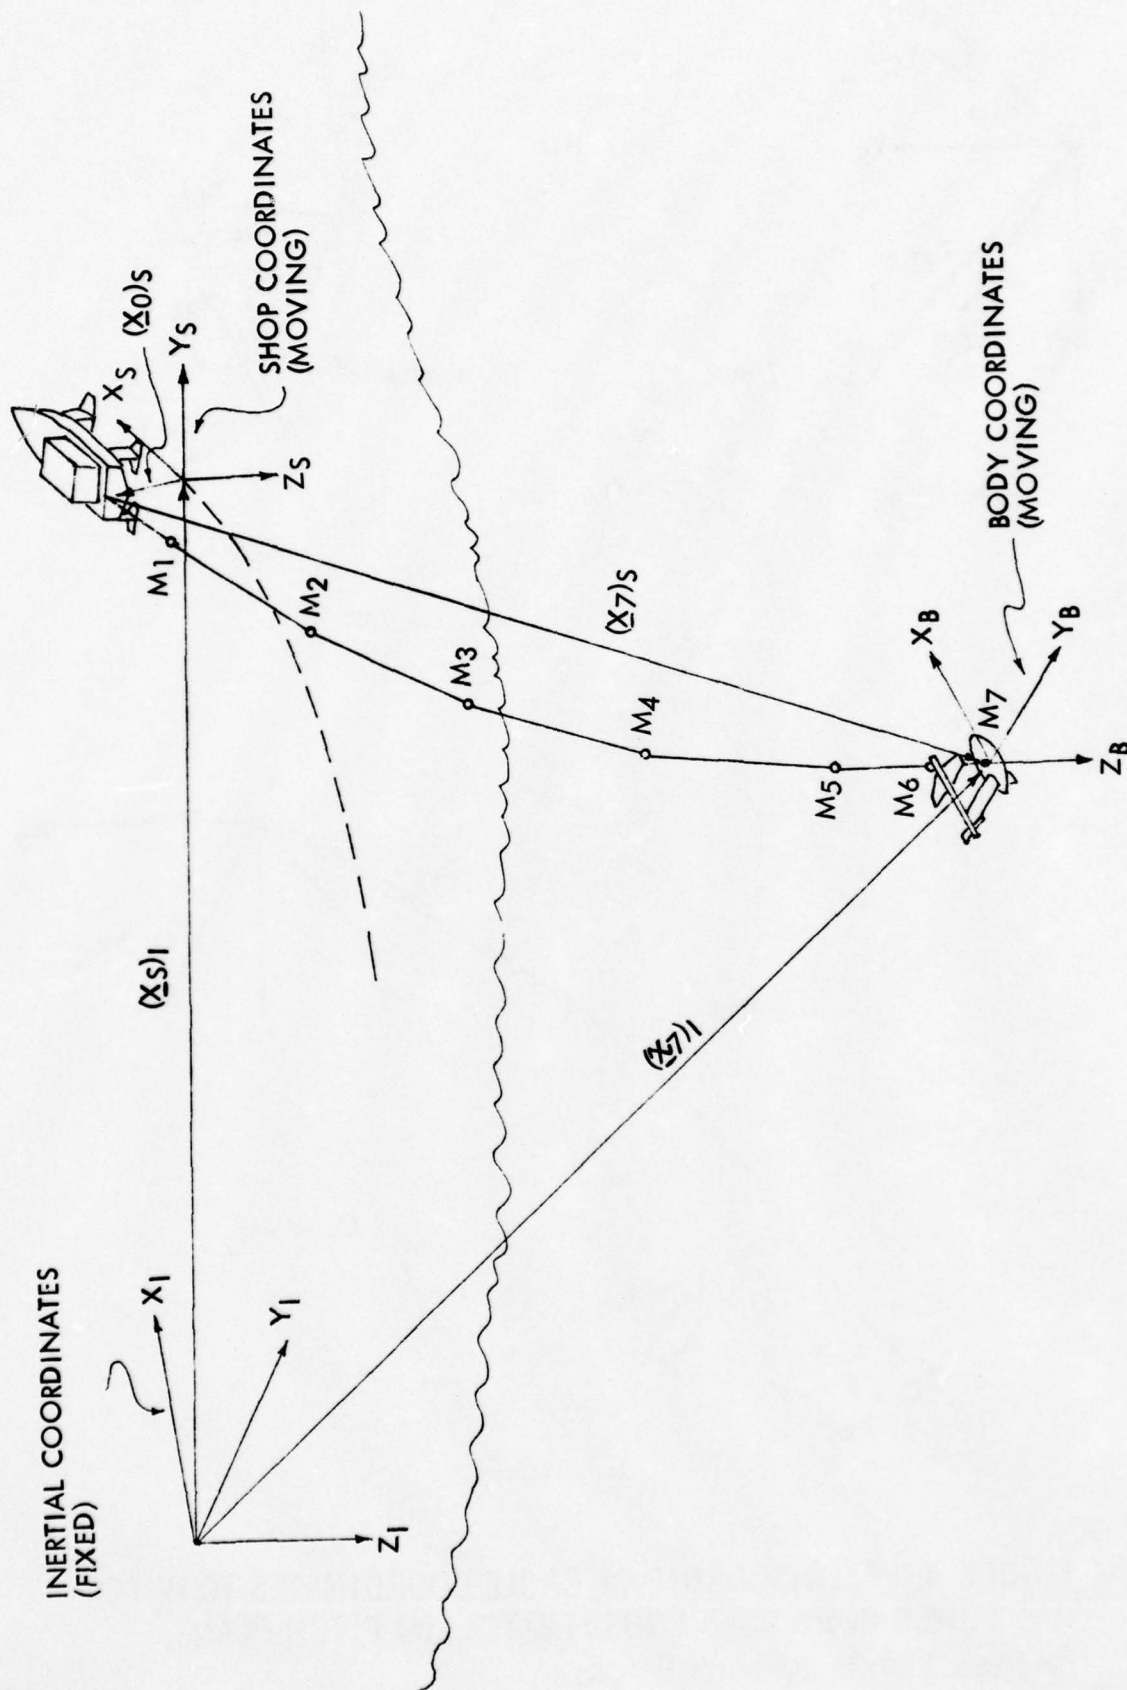 INERTIAL COORDINATES
(FIXED)
X_I
Y_I
Z_I
(X_S)_I
(X_0)_S
X_S
Y_S
Z_S
SHOP COORDINATES
(MOVING)
M_1
M_2
M_3
M_4
M_5
M_6
M_7
(X_7)_S
(X_7)_I
X_B
Y_B
Z_B
BODY COORDINATES
(MOVING)